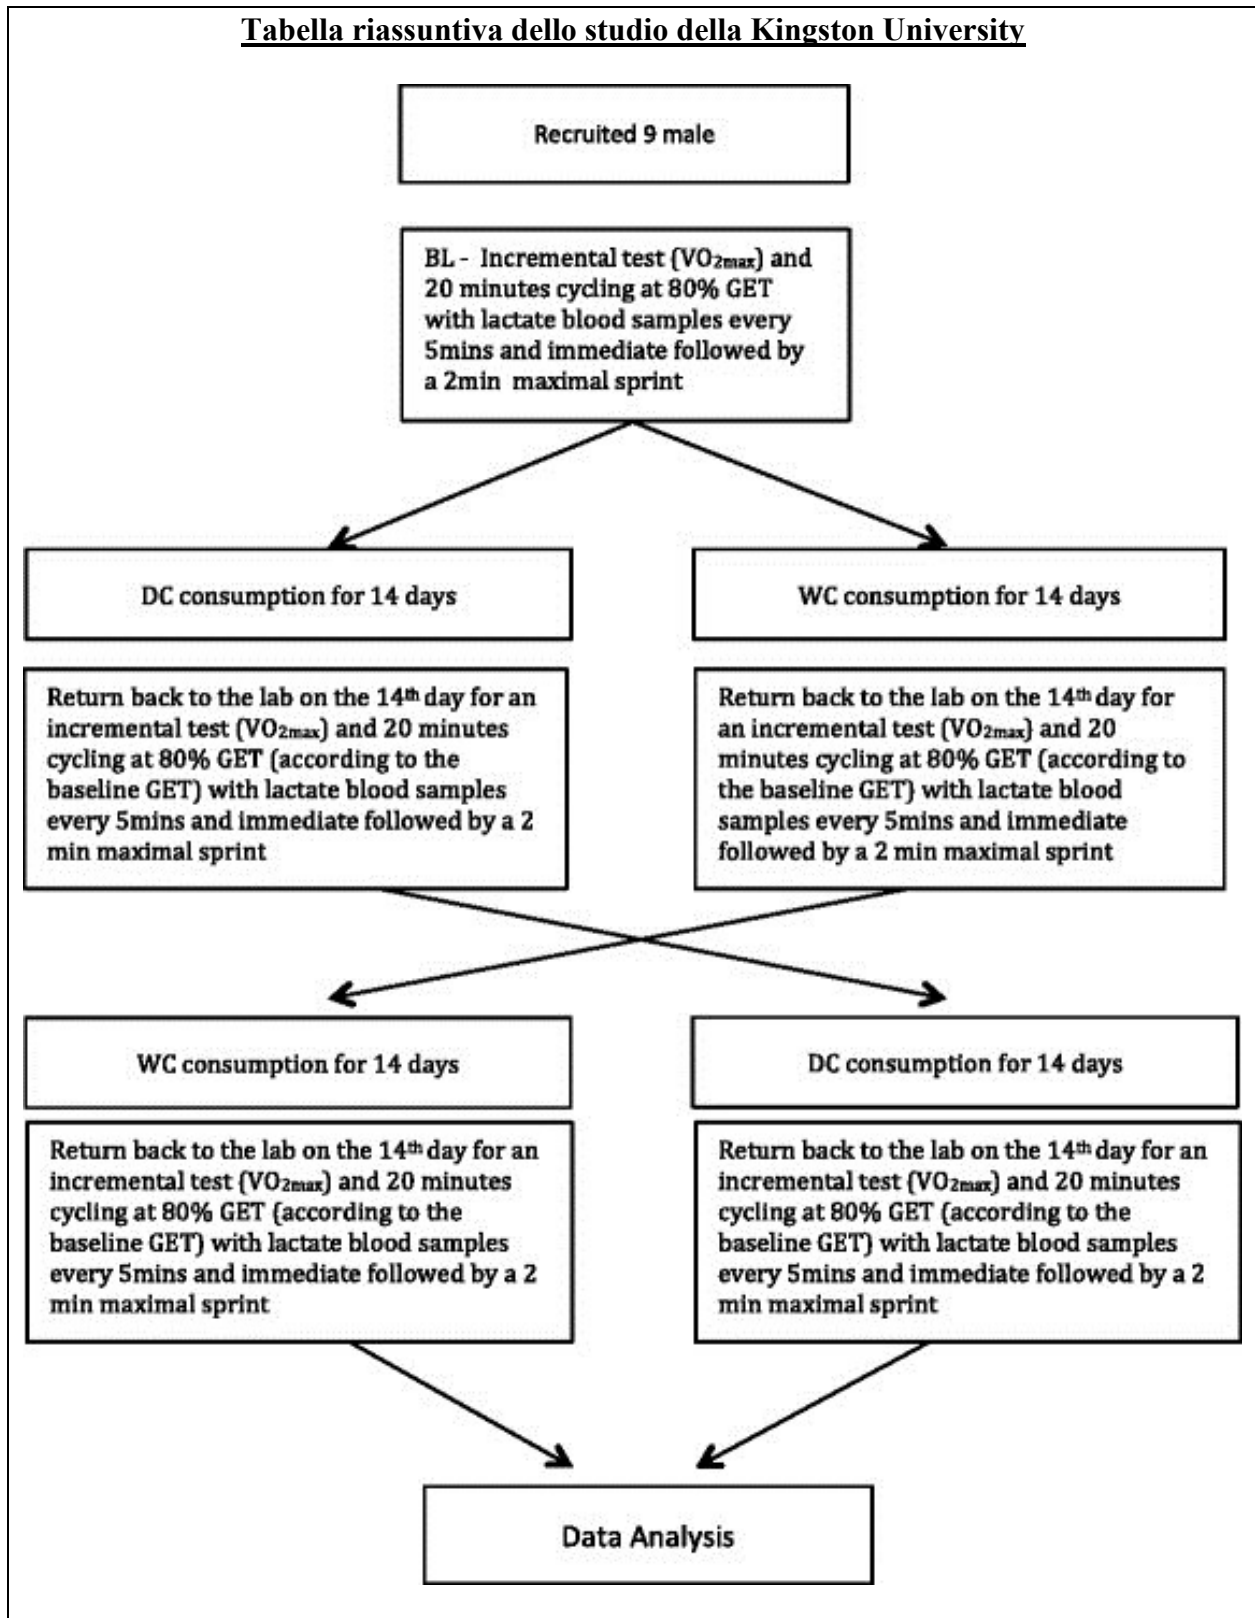 Tabella riassuntiva dello studio della Kingston University
Recruited 9 male
BL - Incremental test (VO2max) and
20 minutes cycling at 80% GET
with lactate blood samples every
5mins and immediate followed by
a 2min maximal sprint
DC consumption for 14 days
WC consumption for 14 days
Return back to the lab on the 14th day for an
incremental test (VO2max) and 20 minutes
cycling at 80% GET (according to the
baseline GET) with lactate blood samples
every 5mins and immediate followed by a 2
min maximal sprint
Return back to the lab on the 14th day for
an incremental test (VO2max) and 20
minutes cycling at 80% GET (according to
the baseline GET) with lactate blood
samples every 5mins and immediate
followed by a 2 min maximal sprint
WC consumption for 14 days
DC consumption for 14 days
Return back to the lab on the 14th day for an
incremental test (VO2max) and 20 minutes
cycling at 80% GET (according to the
baseline GET) with lactate blood samples
every 5mins and immediate followed by a 2
min maximal sprint
Return back to the lab on the 14th day for an
incremental test (VO2max) and 20 minutes
cycling at 80% GET (according to the
baseline GET) with lactate blood samples
every 5mins and immediate followed by a 2
min maximal sprint
Data Analysis